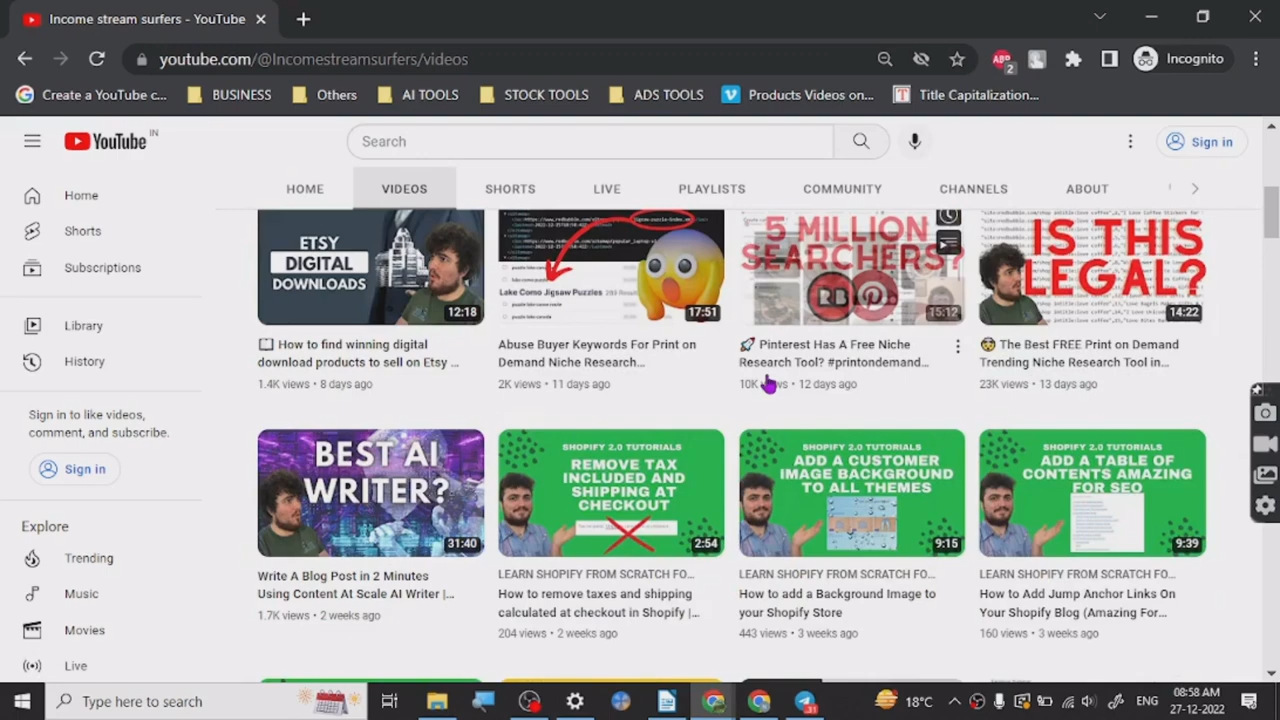 Income stream surfers - YouTube
youtube.com/@Incomestreamsurfers/videos
2
Incognito
Create a YouTube c...
BUSINESS
Others
AI TOOLS
STOCK TOOLS
ADS TOOLS
Products Videos on...
Title Capitalization...
YouTube IN
Search
Sign in
HOME
VIDEOS
SHORTS
LIVE
PLAYLISTS
COMMUNITY
CHANNELS
ABOUT
Home
Shorts
Subscriptions
Library
History
Sign in to like videos,
comment, and subscribe.
Sign in
Explore
Trending
Music
Movies
Live
ETSY
DIGITAL
DOWNLOADS
12:18
How to find winning digital
download products to sell on Etsy ...
1.4K views • 8 days ago
Lake Como Jigsaw Puzzles
17:51
Abuse Buyer Keywords For Print on
Demand Niche Research...
2K views • 11 days ago
5 MILLION
SEARCHERS?
15:12
🚀 Pinterest Has A Free Niche
Research Tool? #printondemand...
10K • 12 days ago
IS THIS
LEGAL?
14:22
The Best FREE Print on Demand
Trending Niche Research Tool in...
23K views • 13 days ago
BEST AI
WRITER?
31:40
Write A Blog Post in 2 Minutes
Using Content At Scale AI Writer |...
1.7K views • 2 weeks ago
SHOPIFY 2.0 TUTORIALS
REMOVE TAX
INCLUDED AND
SHIPPING AT
CHECKOUT
2:54
LEARN SHOPIFY FROM SCRATCH FO...
How to remove taxes and shipping
calculated at checkout in Shopify |...
204 views • 2 weeks ago
SHOPIFY 2.0 TUTORIALS
ADD A CUSTOMER
IMAGE BACKGROUND
TO ALL THEMES
9:15
LEARN SHOPIFY FROM SCRATCH FO...
How to add a Background Image to
your Shopify Store
443 views • 3 weeks ago
SHOPIFY 2.0 TUTORIALS
ADD A TABLE OF
CONTENTS AMAZING
FOR SEO
9:39
LEARN SHOPIFY FROM SCRATCH FO...
How to Add Jump Anchor Links On
Your Shopify Blog (Amazing For...
160 views • 3 weeks ago
Type here to search
31
18°C
ENG
08:58 AM
27-12-2022